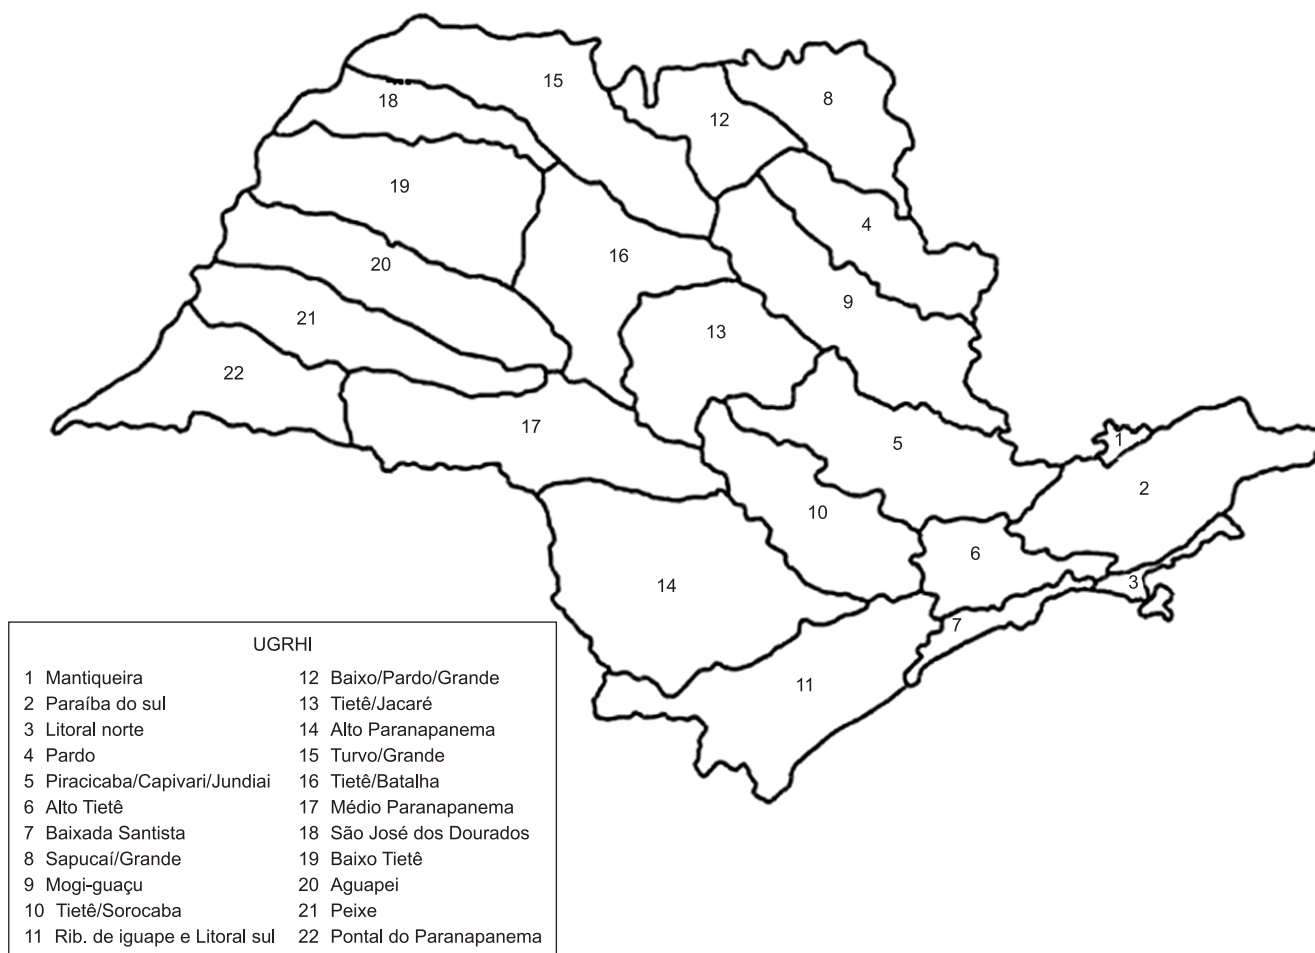 15
8
18
12
19
4
16
20
9
21
13
22
17
1
5
2
10
6
3
14
7
11
UGRHI
1 Mantiqueira
2 Paraíba do sul
3 Litoral norte
4 Pardo
5 Piracicaba/Capivari/Jundiai
6 Alto Tietê
7 Baixada Santista
8 Sapucaí/Grande
9 Mogi-guaçu
10 Tietê/Sorocaba
11 Rib. de iguape e Litoral sul
12 Baixo/Pardo/Grande
13 Tietê/Jacaré
14 Alto Paranapanema
15 Turvo/Grande
16 Tietê/Batalha
17 Médio Paranapanema
18 São José dos Dourados
19 Baixo Tietê
20 Aguapei
21 Peixe
22 Pontal do Paranapanema